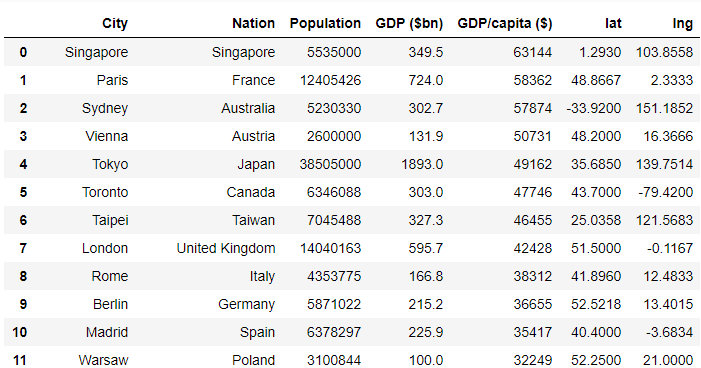 City Nation Population GDP ($bn) GDP/capita ($) lat lng
0 Singapore Singapore 5535000 349.5 63144 1.2930 103.8558
1 Paris France 12405426 724.0 58362 48.8667 2.3333
2 Sydney Australia 5230330 302.7 57874 -33.9200 151.1852
3 Vienna Austria 2600000 131.9 50731 48.2000 16.3666
4 Tokyo Japan 38505000 1893.0 49162 35.6850 139.7514
5 Toronto Canada 6346088 303.0 47746 43.7000 -79.4200
6 Taipei Taiwan 7045488 327.3 46455 25.0358 121.5683
7 London United Kingdom 14040163 595.7 42428 51.5000 -0.1167
8 Rome Italy 4353775 166.8 38312 41.8960 12.4833
9 Berlin Germany 5871022 215.2 36655 52.5218 13.4015
10 Madrid Spain 6378297 225.9 35417 40.4000 -3.6834
11 Warsaw Poland 3100844 100.0 32249 52.2500 21.0000